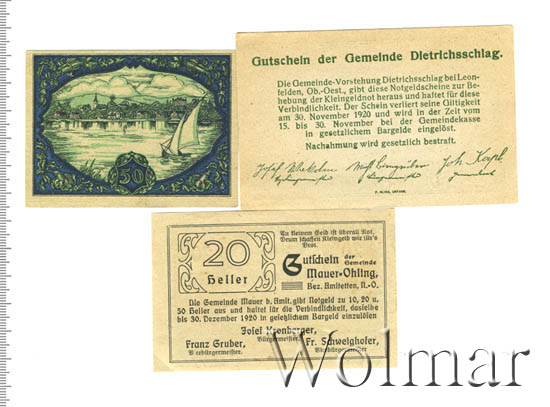 50
Gutschein der Gemeinde Dietrichsschlag.
Die Gemeinde-Vorstehung Dietrichsschlag bei Leon-
felden, Ob.-Oest., gibt diese Notgeldscheine zur Be-
hebung der Kleingeldnot heraus und haftet für diese
Verbindlichkeit. Der Schein verliert seine Giltigkeit
am 30. November 1920 und wird in der Zeit vom
15. bis 30. November bei der Gemeindekasse
in gesetzlichem Bargelde eingelöst.
Nachahmung wird gesetzlich bestraft.
20
Heller
Zu kleinem Geld ist überall Not,
Drum schaffen Kleingeld wir für's
Brot.
Gutschein der Gemeinde
Mauer-Öhling,
Bez. Amstetten, N.-Ö.
Die Gemeinde Mauer b. Amst. gibt Notgeld zu 10, 20 u.
50 Heller aus und haftet für die Verbindlichkeit, dasselbe
bis 30. Dezember 1920 in gesetzlichem Bargeld einzulösen
Josef Kronberger,
Bürgermeister.
Franz Gruber, Fr. Schweighofer,
Vizebürgermeister. Vizebürgermeister.
Wolmar